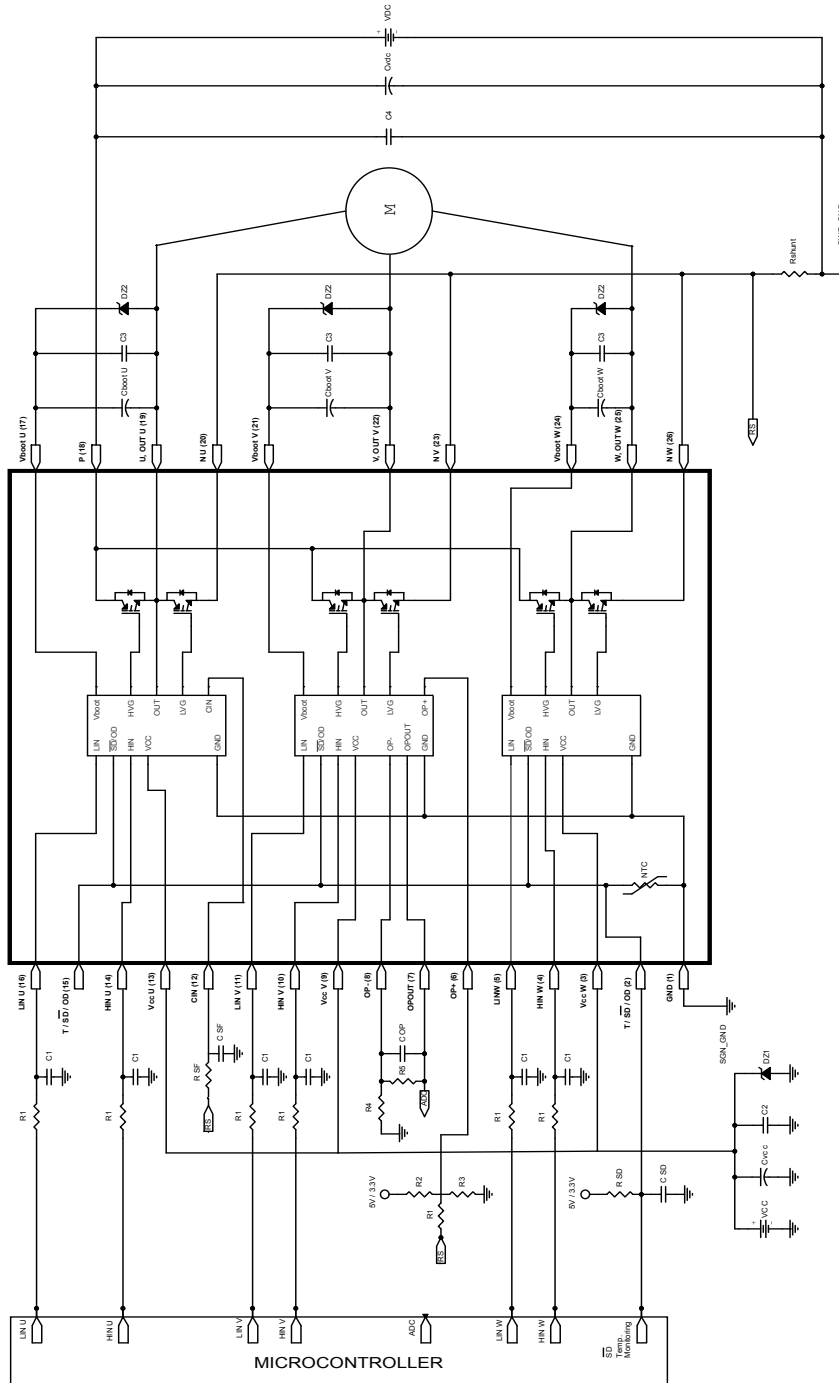 VDC
+
-
Cvdc
C4
M
Rshunt
DZ2
C3
Cboot U
DZ2
C3
Cboot V
DZ2
C3
Cboot W
RS
Vboot U (17)
P (18)
U, OUT U (19)
N U (20)
Vboot V (21)
V, OUT V (22)
N V (23)
Vboot W (24)
W, OUT W (25)
N W (26)
Vboot
HVG
OUT
LVG
CIN
LIN
SD/OD
HIN
VCC
GND
Vboot
HVG
OUT
LVG
OP+
LIN
SD/OD
HIN
VCC
OP-
OPOUT
GND
Vboot
HVG
OUT
LVG
LIN
SD/OD
HIN
VCC
GND
NTC
LIN U (16)
T / SD / OD (15)
HIN U (14)
Vcc U (13)
CIN (12)
LIN V (11)
HIN V (10)
Vcc V (9)
OP- (8)
OPOUT (7)
OP+ (6)
LINW (5)
HIN W (4)
Vcc W (3)
T / SD / OD (2)
GND (1)
SGN_GND
C1
R1
C1
R1
C SF
R SF
RS
C1
R1
C1
R1
C OP
R5
R4
ADC
5V / 3.3V
R2
R3
R1
RS
C1
R1
C1
R1
5V / 3.3V
R SD
C SD
DZ1
C2
Cvcc
VCC
+
-
LIN U
HIN U
LIN V
HIN V
ADC
LIN W
HIN W
SD
Temp.
Monitoring
MICROCONTROLLER